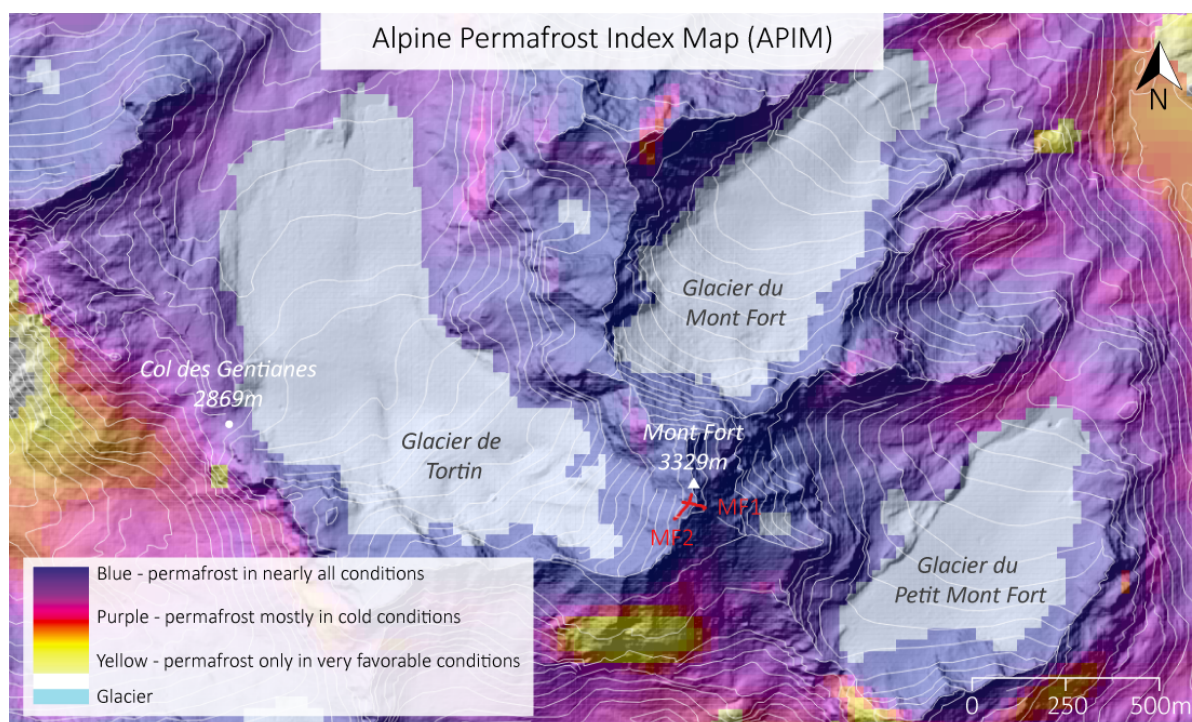 Alpine Permafrost Index Map (APIM)
N
Glacier du
Mont Fort
Col des Gentianes
2869m
Glacier de
Tortin
Mont Fort
3329m
MF1
MF2
Glacier du
Petit Mont Fort
Blue - permafrost in nearly all conditions
Purple - permafrost mostly in cold conditions
Yellow - permafrost only in very favorable conditions
Glacier
0 250 500m